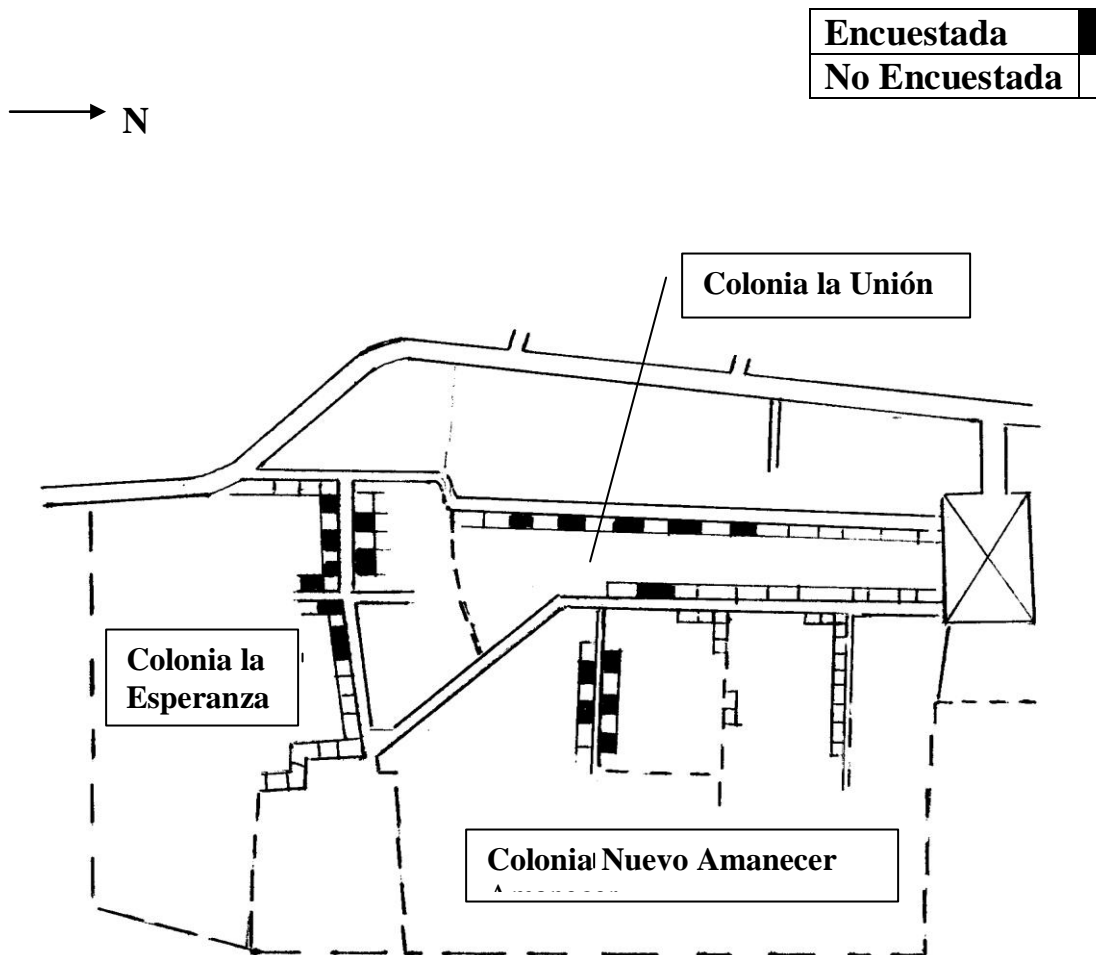 Encuestada
No Encuestada
N
Colonia la Unión
Colonia la
Esperanza
Colonia Nuevo Amanecer